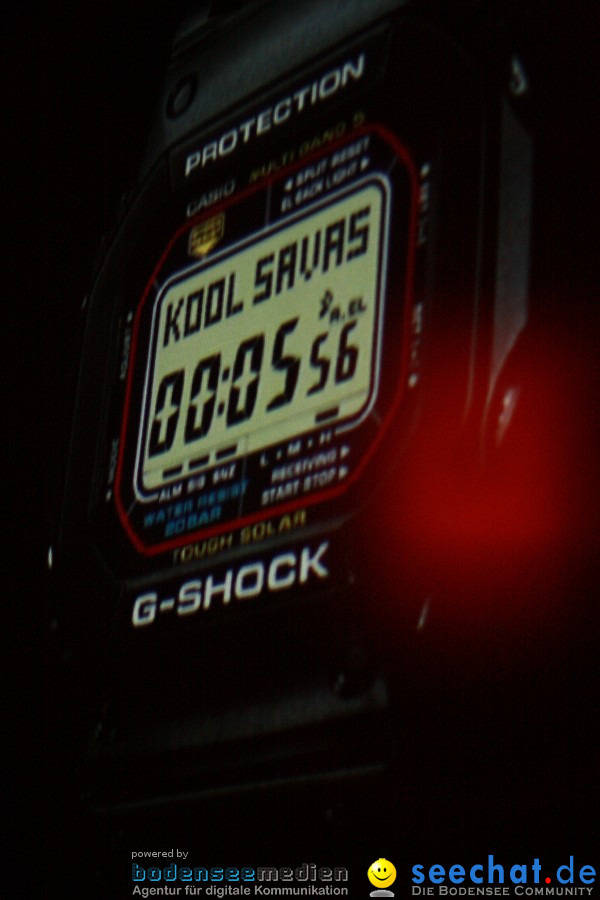 PROTECTION
CASIO MULTI BAND 5
◄ SPLIT RESET
EL BACK LIGHT ►
KOOL SAVAS
A.EL
00:05 56
ALM SIG SNZ
L • M • H
RECEIVING ►
START STOP ►
WATER RESIST
20BAR
TOUGH SOLAR
G-SHOCK
powered by
bodenseemedien
Agentur für digitale Kommunikation
seechat.de
Die Bodensee Community